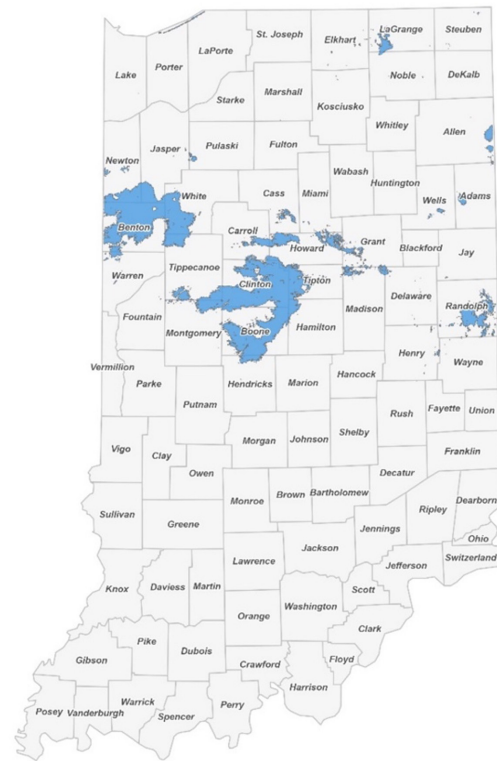 St. Joseph
LaGrange
Steuben
Elkhart
LaPorte
Lake
Porter
Noble
DeKalb
Marshall
Starke
Kosciusko
Whitley
Allen
Jasper
Pulaski
Fulton
Newton
Wabash
Huntington
White
Cass
Miami
Wells
Adams
Benton
Carroll
Howard
Grant
Blackford
Jay
Warren
Tippecanoe
Clinton
Tipton
Delaware
Madison
Randolph
Fountain
Montgomery
Boone
Hamilton
Henry
Wayne
Vermillion
Parke
Hendricks
Marion
Hancock
Putnam
Rush
Fayette
Union
Shelby
Morgan
Johnson
Vigo
Clay
Franklin
Owen
Decatur
Monroe
Brown
Bartholomew
Dearborn
Ripley
Sullivan
Greene
Jennings
Ohio
Jackson
Switzerland
Lawrence
Jefferson
Knox
Daviess
Martin
Scott
Orange
Washington
Clark
Pike
Dubois
Gibson
Crawford
Floyd
Harrison
Posey
Vanderburgh
Warrick
Spencer
Perry